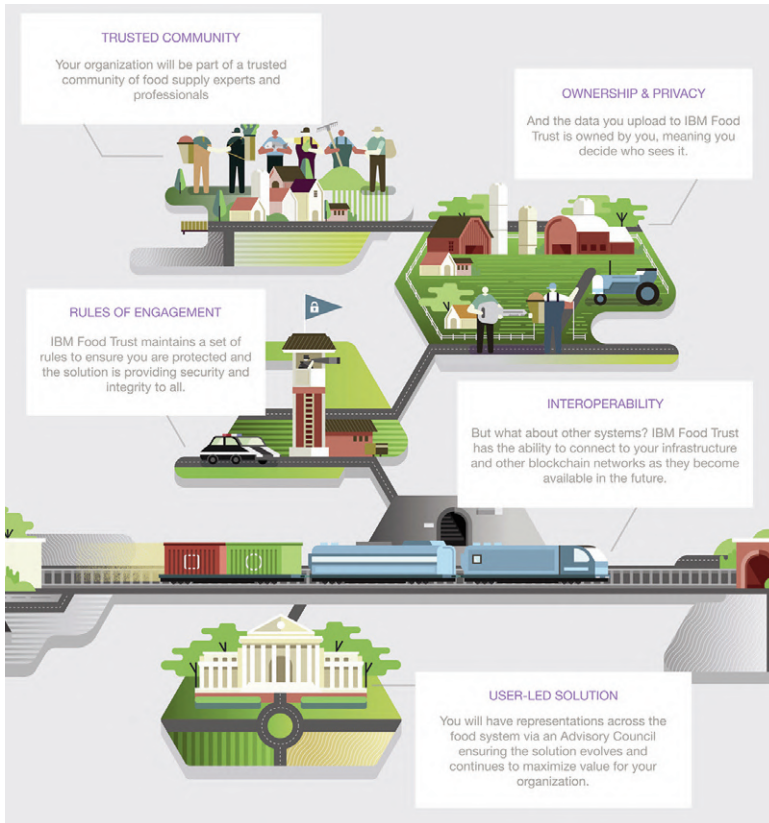 TRUSTED COMMUNITY
Your organization will be part of a trusted
community of food supply experts and
professionals
OWNERSHIP & PRIVACY
And the data you upload to IBM Food
Trust is owned by you, meaning you
decide who sees it.
RULES OF ENGAGEMENT
IBM Food Trust maintains a set of
rules to ensure you are protected and
the solution is providing security and
integrity to all.
INTEROPERABILITY
But what about other systems? IBM Food Trust
has the ability to connect to your infrastructure
and other blockchain networks as they become
available in the future.
USER-LED SOLUTION
You will have representations across the
food system via an Advisory Council
ensuring the solution evolves and
continues to maximize value for your
organization.